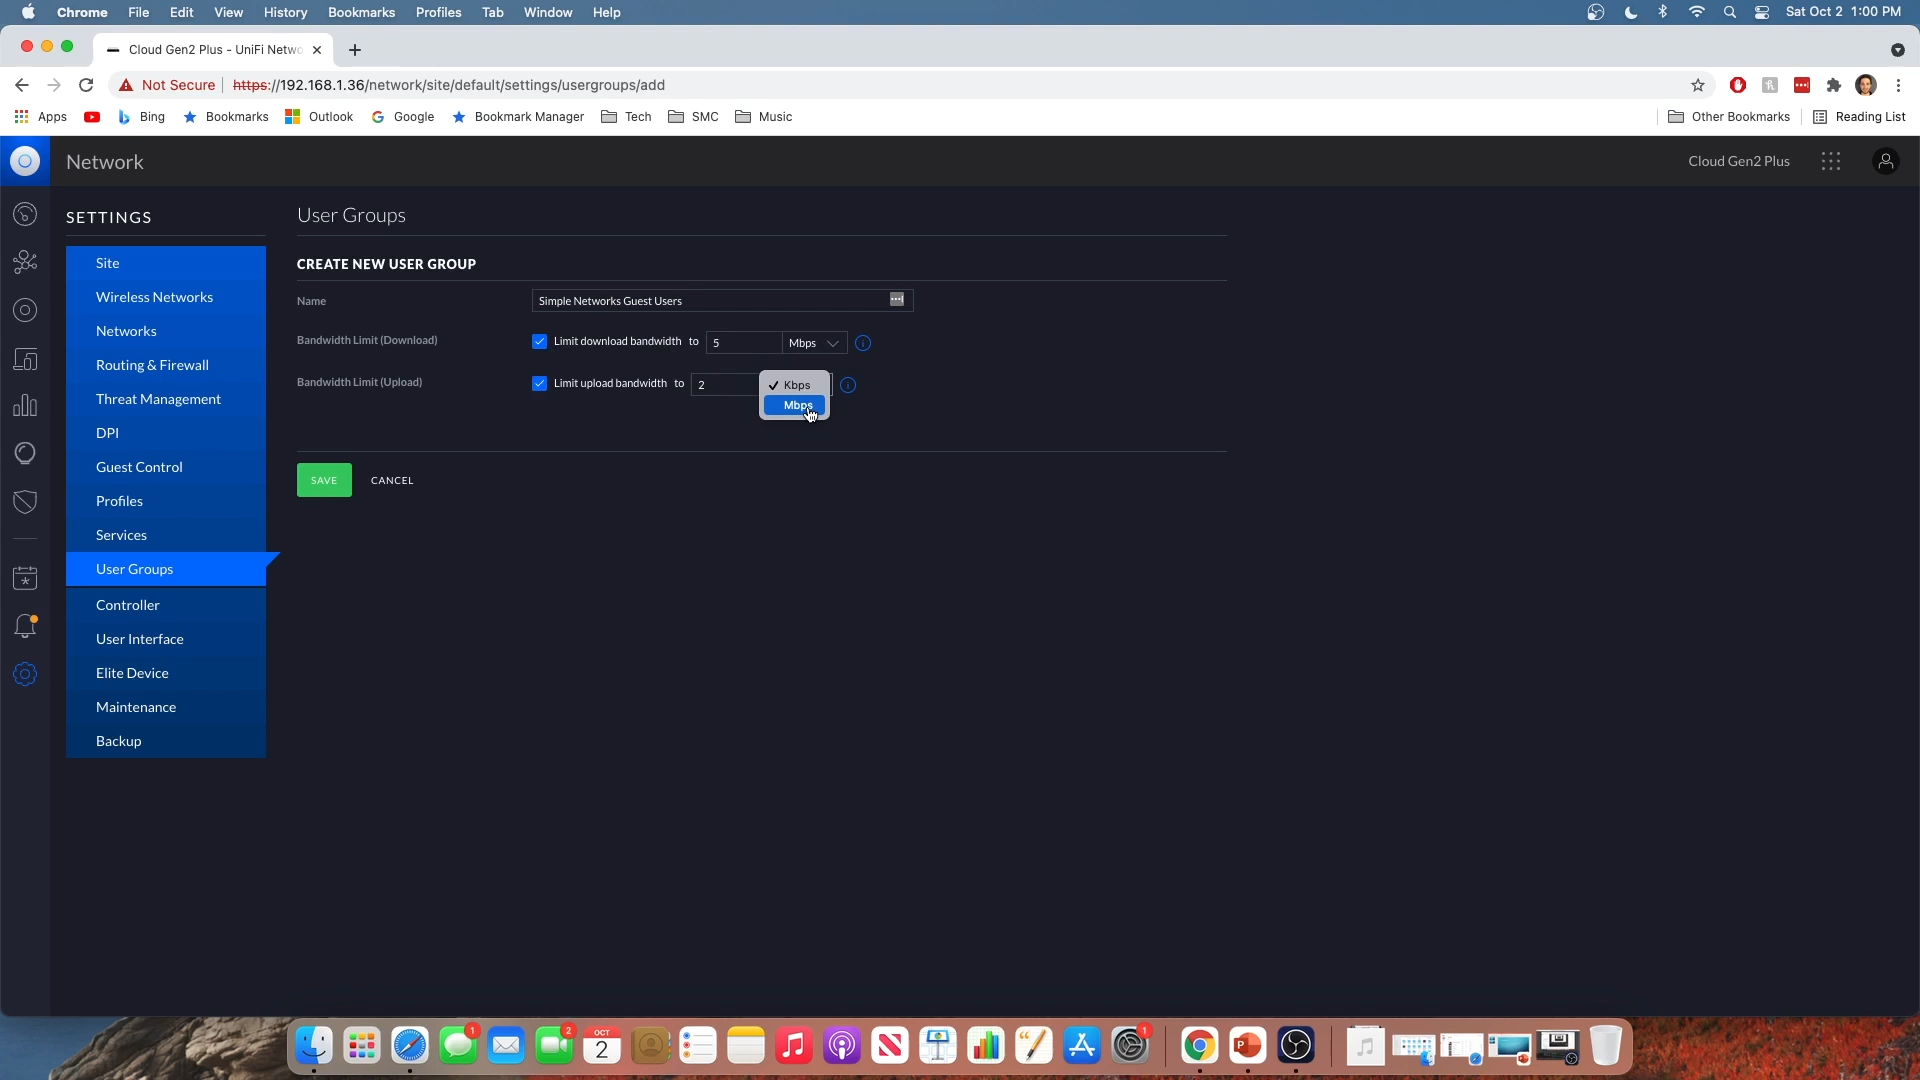 Chrome File Edit View History Bookmarks Profiles Tab Window Help Sat Oct 2 1:00 PM
Cloud Gen2 Plus - UniFi Netwo
Not Secure https://192.168.1.36/network/site/default/settings/usergroups/add
Apps Bing Bookmarks Outlook Google Bookmark Manager Tech SMC Music Other Bookmarks Reading List
Network Cloud Gen2 Plus
SETTINGS
Site
Wireless Networks
Networks
Routing & Firewall
Threat Management
DPI
Guest Control
Profiles
Services
User Groups
Controller
User Interface
Elite Device
Maintenance
Backup
User Groups
CREATE NEW USER GROUP
Name Simple Networks Guest Users
Bandwidth Limit (Download) Limit download bandwidth to 5 Mbps
Bandwidth Limit (Upload) Limit upload bandwidth to 2 Kbps
Mbps
SAVE CANCEL
1 2 OCT 2 1